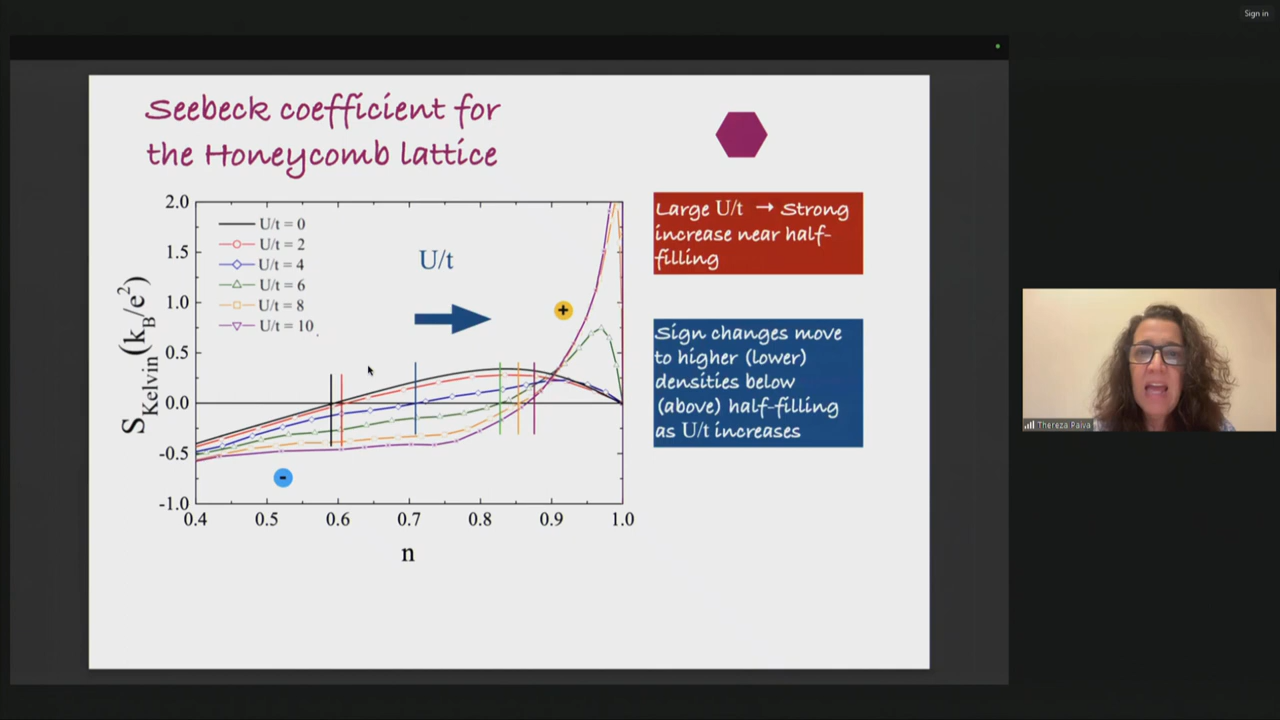 Sign in
Seebeck coefficient for
the Honeycomb lattice
2.0
1.5
1.0
0.5
0.0
-0.5
-1.0
0.4
0.5
0.6
0.7
0.8
0.9
1.0
S_Kelvin(k_B/e^2)
n
U/t = 0
U/t = 2
U/t = 4
U/t = 6
U/t = 8
U/t = 10
U/t
+
-
Large U/t → Strong
increase near half-
filling
Sign changes move
to higher (lower)
densities below
(above) half-filling
as U/t increases
Thereza Paiva